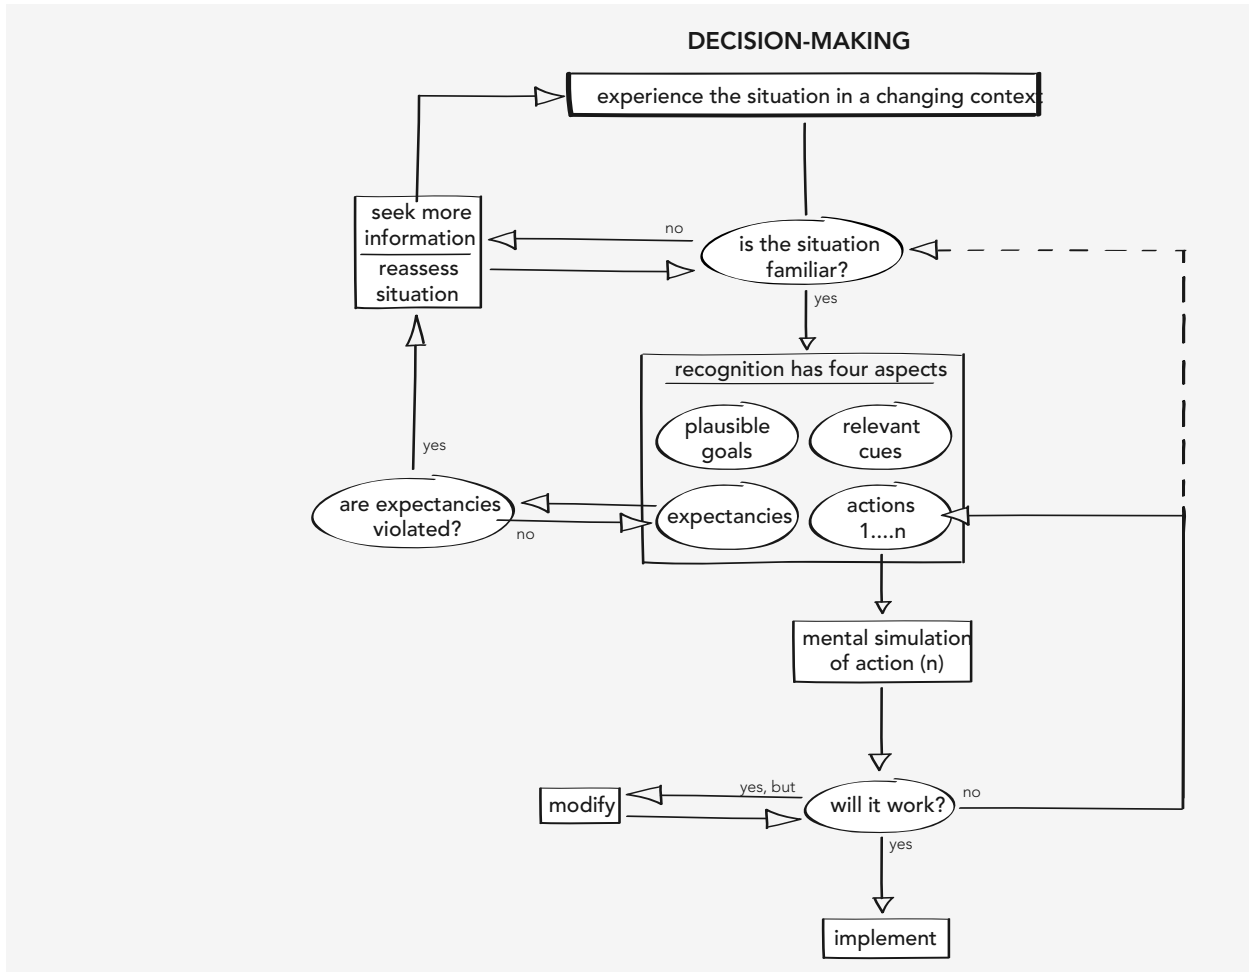 DECISION-MAKING
experience the situation in a changing context
seek more
information
reassess
situation
no
is the situation
familiar?
yes
recognition has four aspects
plausible
goals
relevant
cues
expectancies
actions
1....n
yes
are expectancies
violated?
no
mental simulation
of action (n)
modify
yes, but
will it work?
no
yes
implement